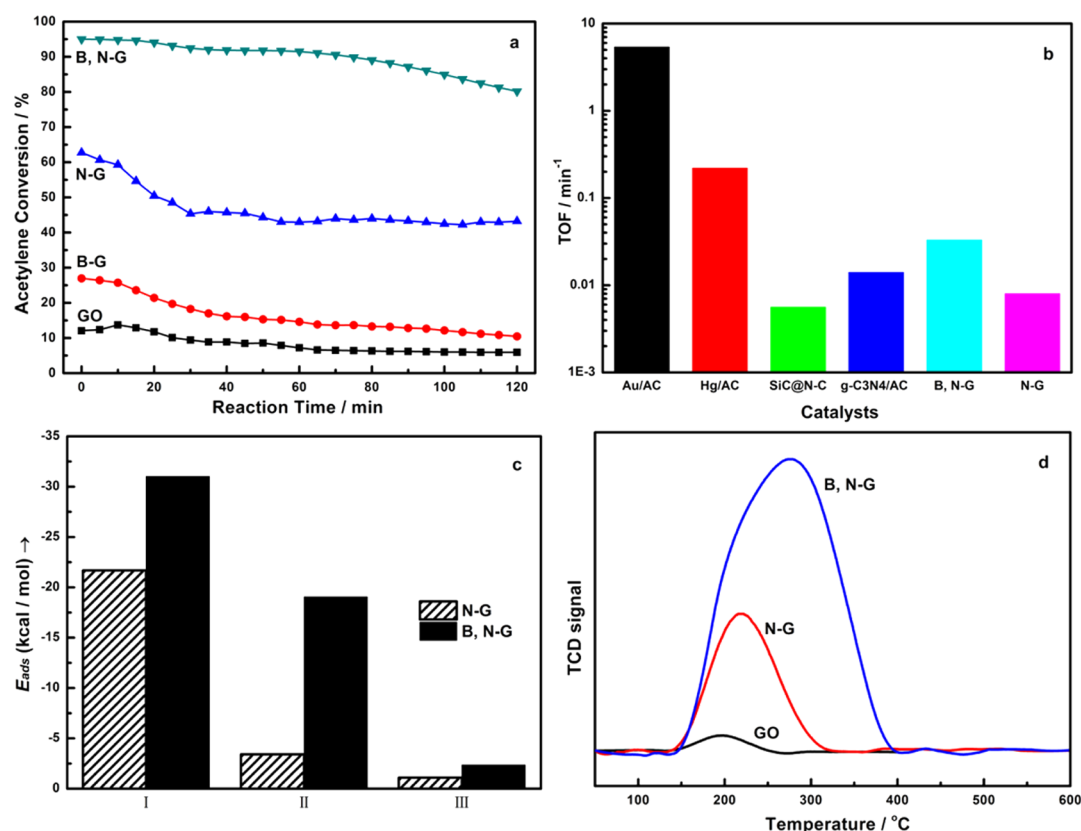 a
100
90
80
70
60
50
40
30
20
10
0
B, N-G
N-G
B-G
GO
0 20 40 60 80 100 120
Reaction Time / min
Acetylene Conversion / %
b
10
1
0.1
0.01
1E-3
TOF / min⁻¹
Au/AC Hg/AC SiC@N-C g-C3N4/AC B, N-G N-G
Catalysts
c
-35
-30
-25
-20
-15
-10
-5
0
Eads (kcal / mol) →
N-G
B, N-G
I II III
d
B, N-G
N-G
GO
TCD signal
100 200 300 400 500 600
Temperature / °C